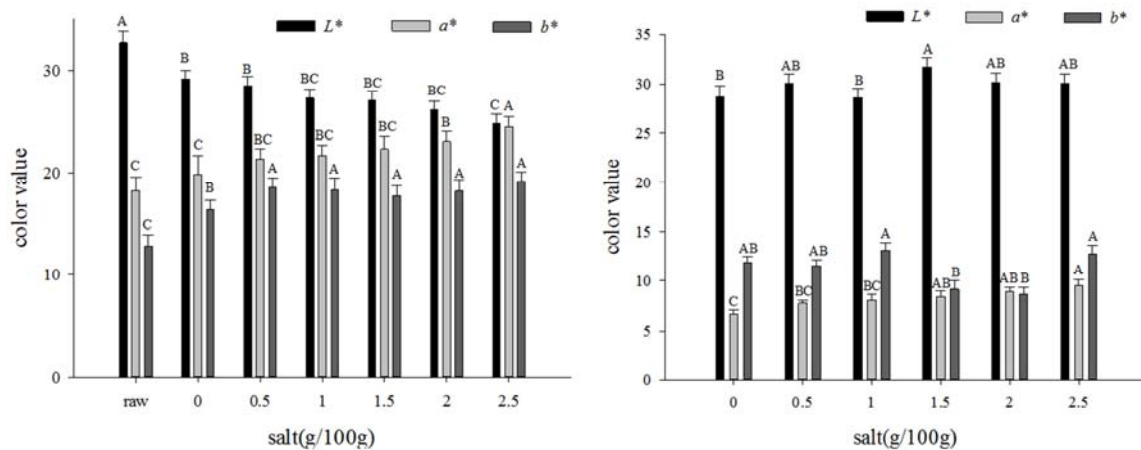 L* a* b*
color value
30
20
10
0
A C C
B C B
B BC A
BC BC A
BC BC A
BC B A
C A A
raw 0 0.5 1 1.5 2 2.5
salt(g/100g)
L* a* b*
color value
35
30
25
20
15
10
5
0
B C AB
AB BC AB
B BC A
A AB B
AB AB B
AB A A
0 0.5 1 1.5 2 2.5
salt(g/100g)